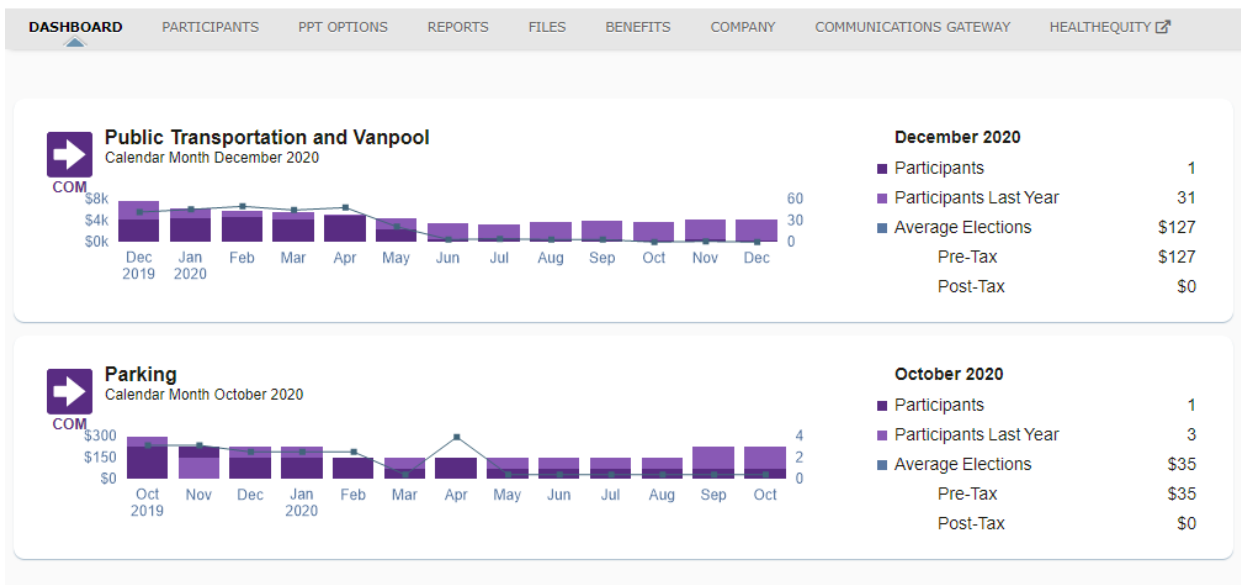 DASHBOARD PARTICIPANTS PPT OPTIONS REPORTS FILES BENEFITS COMPANY COMMUNICATIONS GATEWAY HEALTHEQUITY
Public Transportation and Vanpool
Calendar Month December 2020
COM
$8k 60
$4k 30
$0k 0
Dec Jan Feb Mar Apr May Jun Jul Aug Sep Oct Nov Dec
2019 2020
December 2020
Participants 1
Participants Last Year 31
Average Elections $127
Pre-Tax $127
Post-Tax $0
Parking
Calendar Month October 2020
COM
$300 4
$150 2
$0 0
Oct Nov Dec Jan Feb Mar Apr May Jun Jul Aug Sep Oct
2019 2020
October 2020
Participants 1
Participants Last Year 3
Average Elections $35
Pre-Tax $35
Post-Tax $0